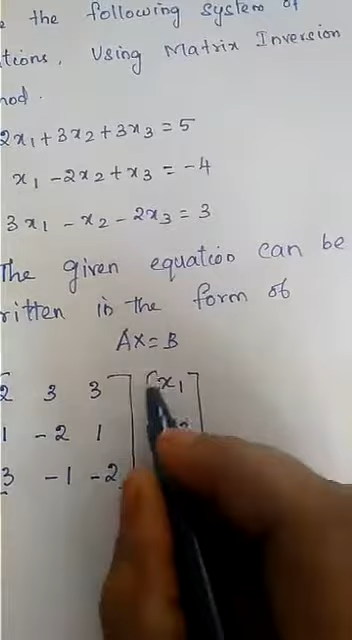 the following system of
tions, Using Matrix Inversion
hod.
2x₁+3x₂+3x₃=5
x₁-2x₂+x₃=-4
3x₁-x₂-2x₃=3
The given equation can be
ritten in the form of
AX=B
2 3 3 x₁
1 -2 1
3 -1 -2